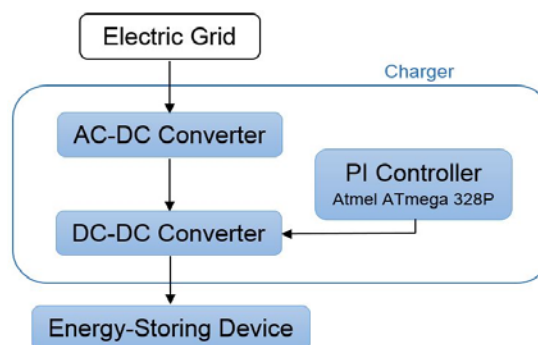 Electric Grid
Charger
AC-DC Converter
PI Controller
Atmel ATmega 328P
DC-DC Converter
Energy-Storing Device